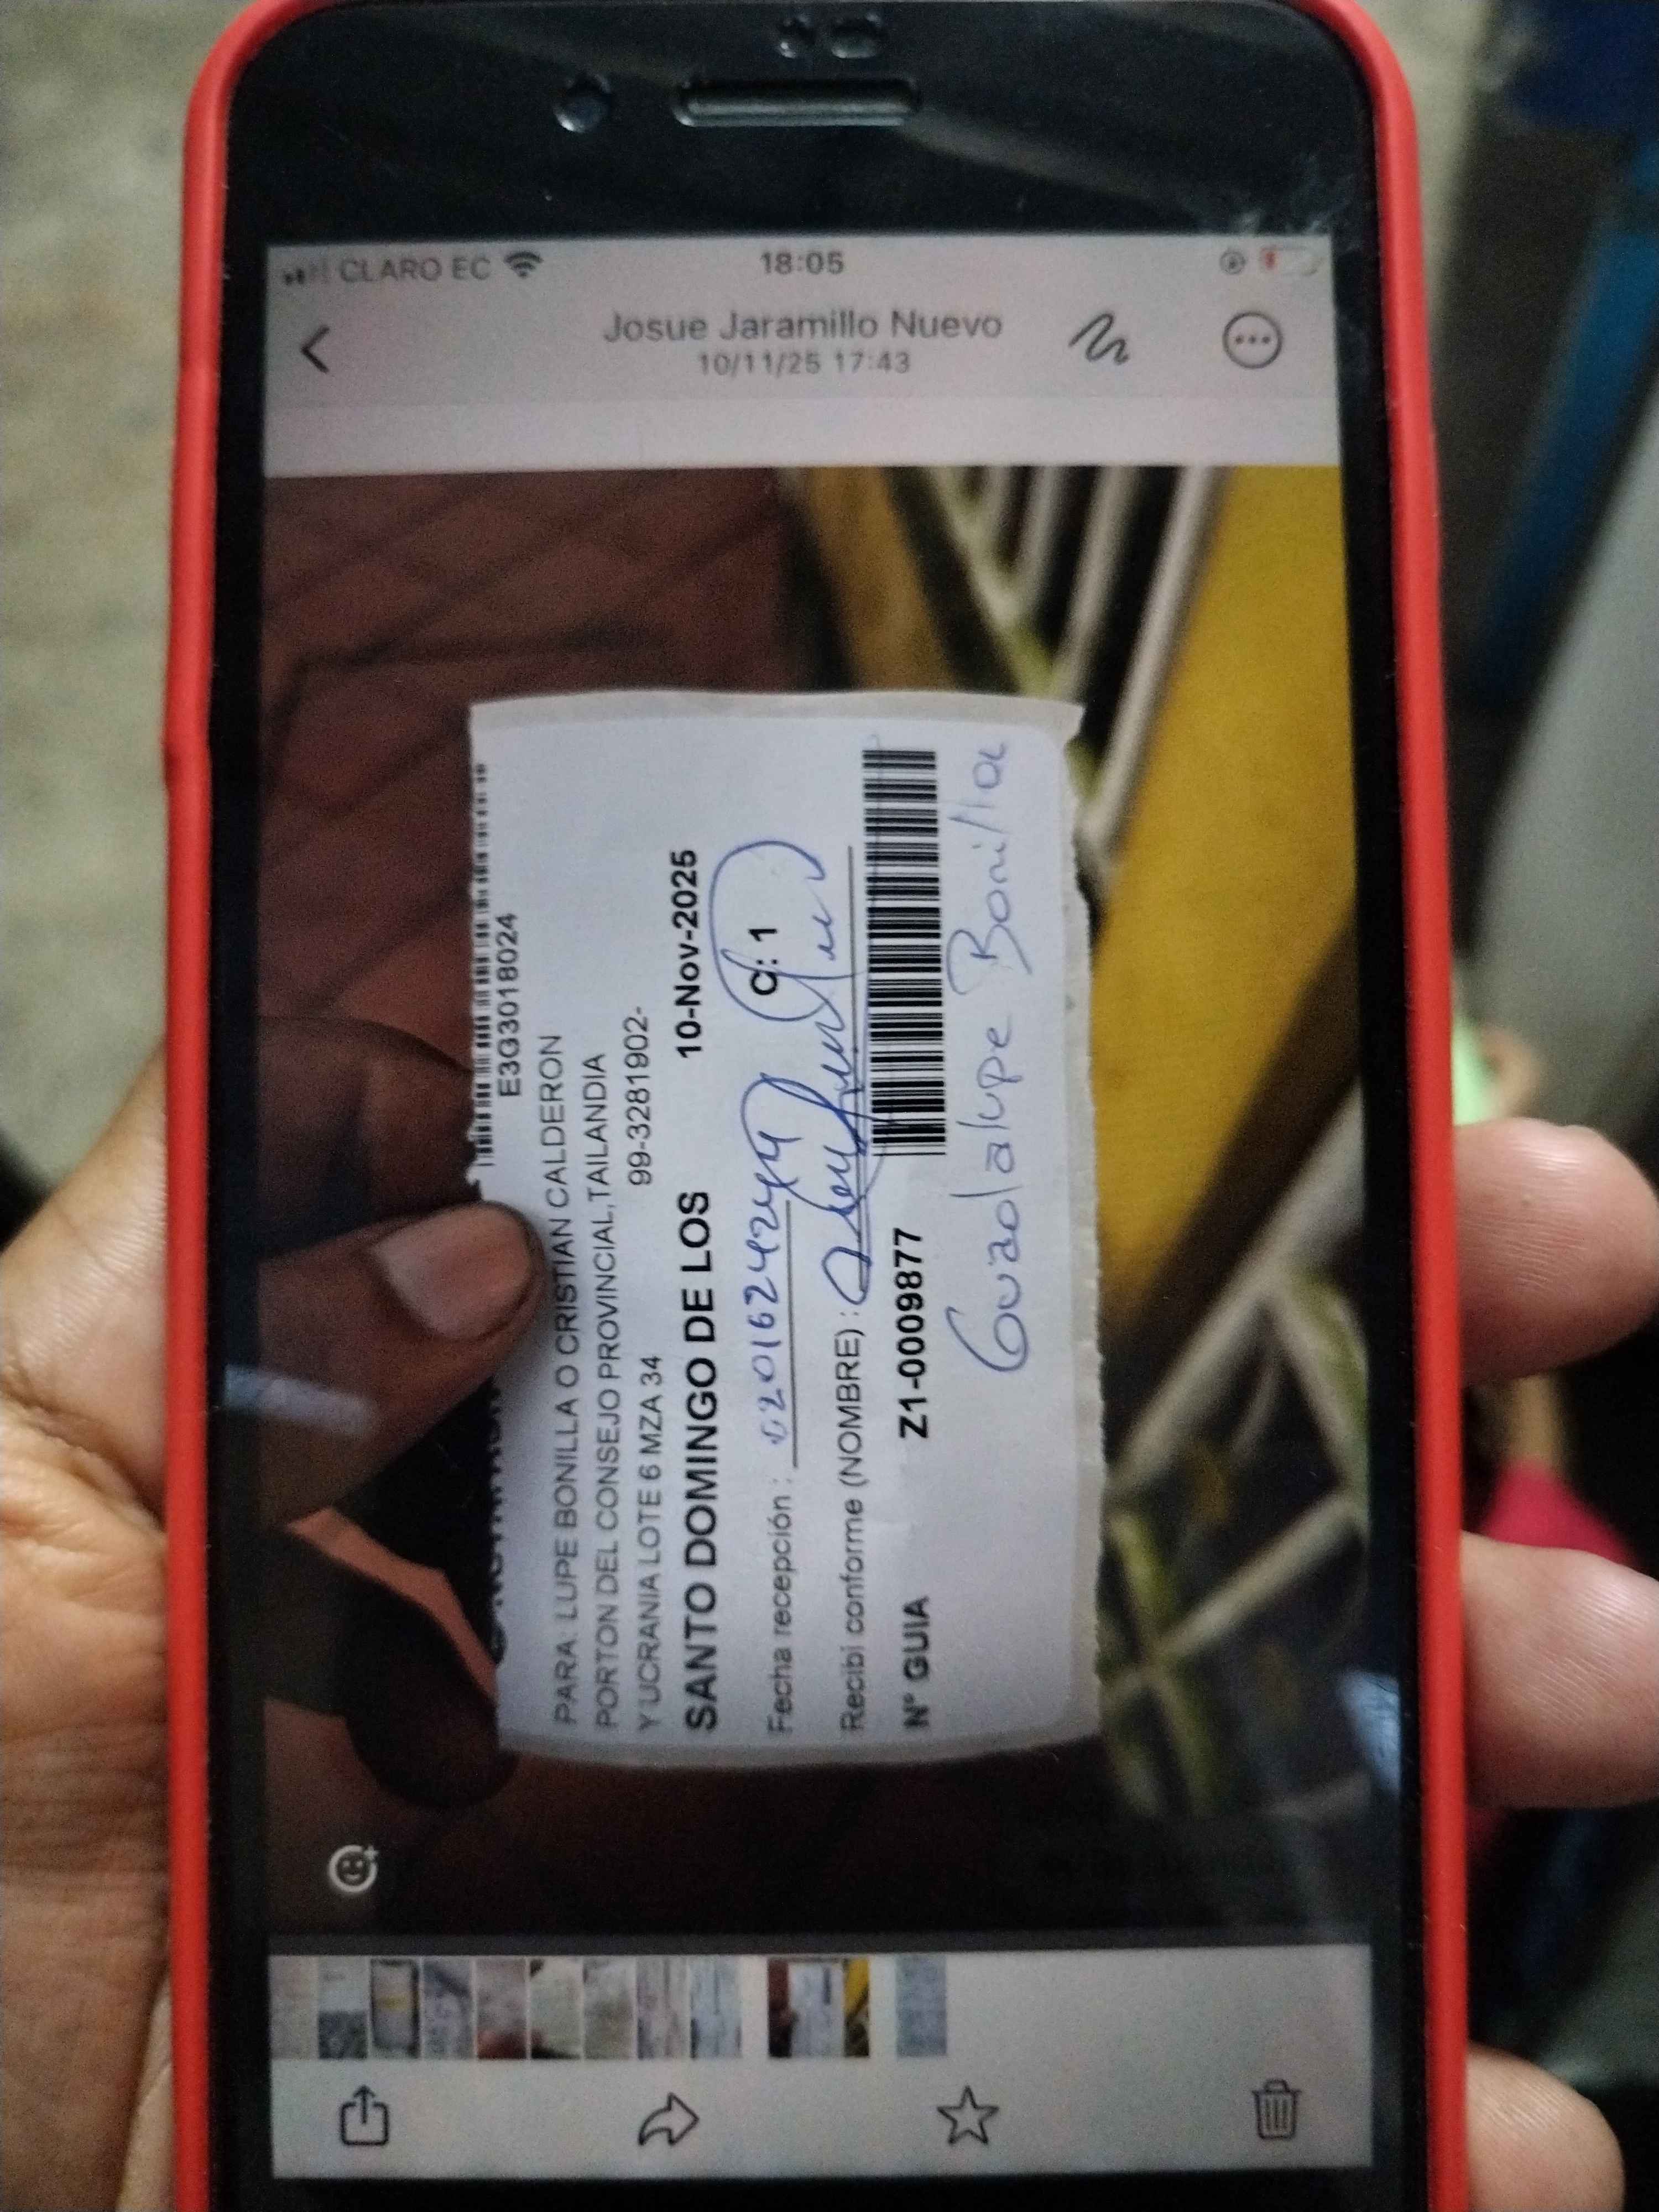 CLARO EC
18:05
Josue Jaramillo Nuevo
10/11/25 17:43
E3G3018024
PARA: LUPE BONILLA O CRISTIAN CALDERON
PORTON DEL CONSEJO PROVINCIAL,TAILANDIA
Y UCRANIA LOTE 6 MZA 34 99-3281902-
SANTO DOMINGO DE LOS 10-Nov-2025
Fecha recepción : C: 1
Recibi conforme (NOMBRE) :
N° GUIA Z1-0009877
Guadalupe Bonilla